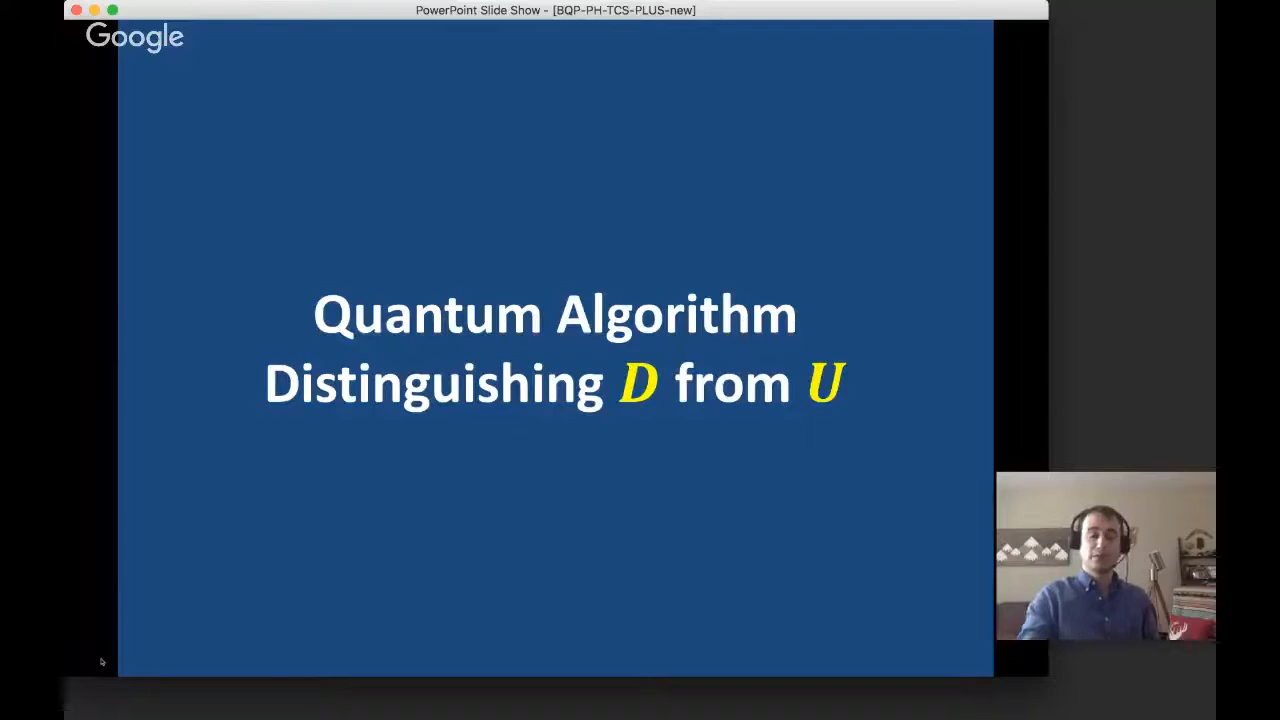 PowerPoint Slide Show - [BQP-PH-TCS-PLUS-new]
Google
Quantum Algorithm
Distinguishing D from U